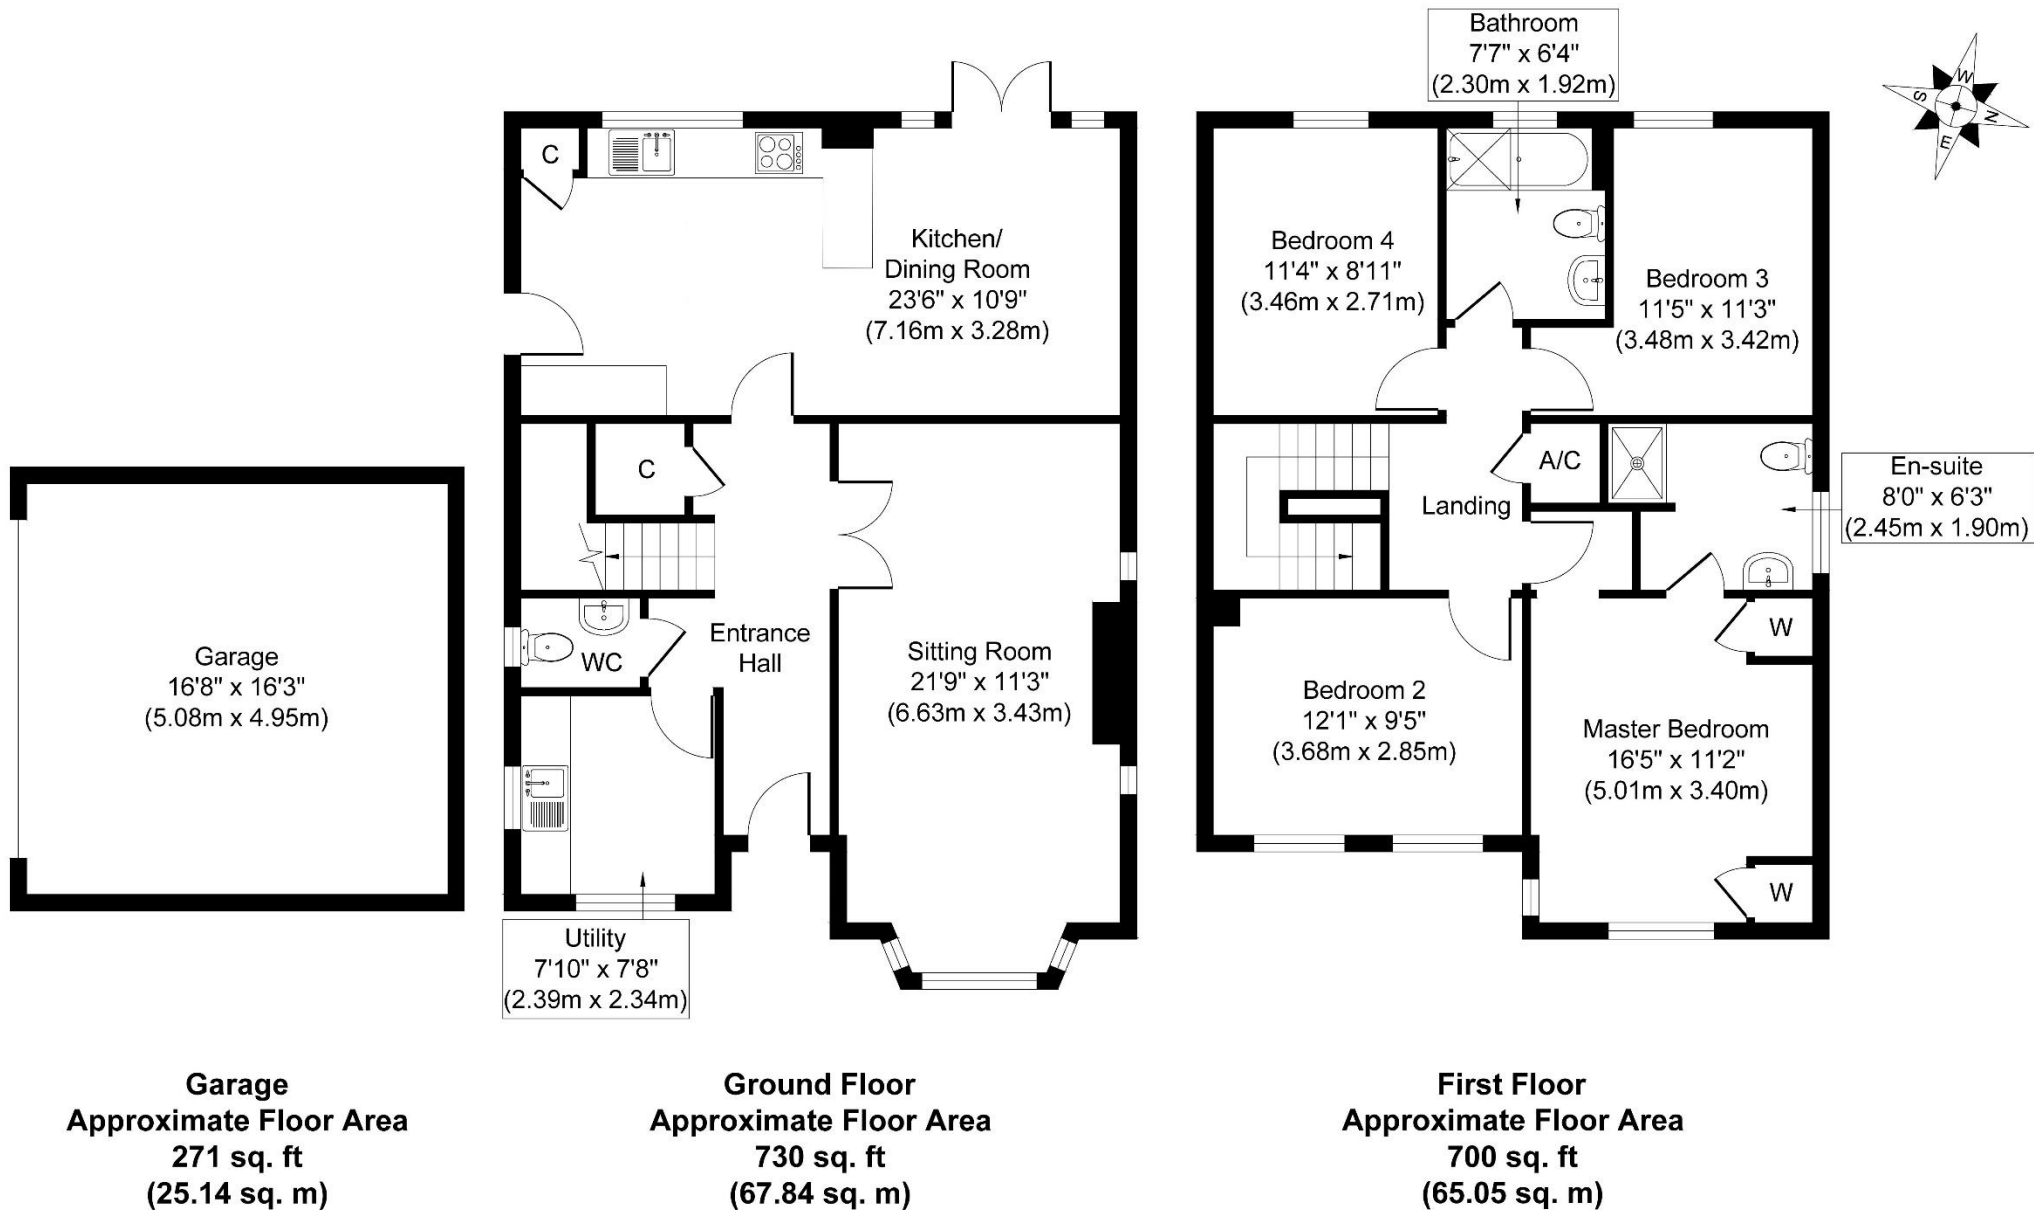 Bathroom
7'7" x 6'4"
(2.30m x 1.92m)
W
S
N
E
C
Kitchen/
Dining Room
23'6" x 10'9"
(7.16m x 3.28m)
Bedroom 4
11'4" x 8'11"
(3.46m x 2.71m)
Bedroom 3
11'5" x 11'3"
(3.48m x 3.42m)
C
A/C
Landing
En-suite
8'0" x 6'3"
(2.45m x 1.90m)
Garage
16'8" x 16'3"
(5.08m x 4.95m)
WC
Entrance
Hall
Sitting Room
21'9" x 11'3"
(6.63m x 3.43m)
Bedroom 2
12'1" x 9'5"
(3.68m x 2.85m)
W
Master Bedroom
16'5" x 11'2"
(5.01m x 3.40m)
W
Utility
7'10" x 7'8"
(2.39m x 2.34m)
Garage
Approximate Floor Area
271 sq. ft
(25.14 sq. m)
Ground Floor
Approximate Floor Area
730 sq. ft
(67.84 sq. m)
First Floor
Approximate Floor Area
700 sq. ft
(65.05 sq. m)